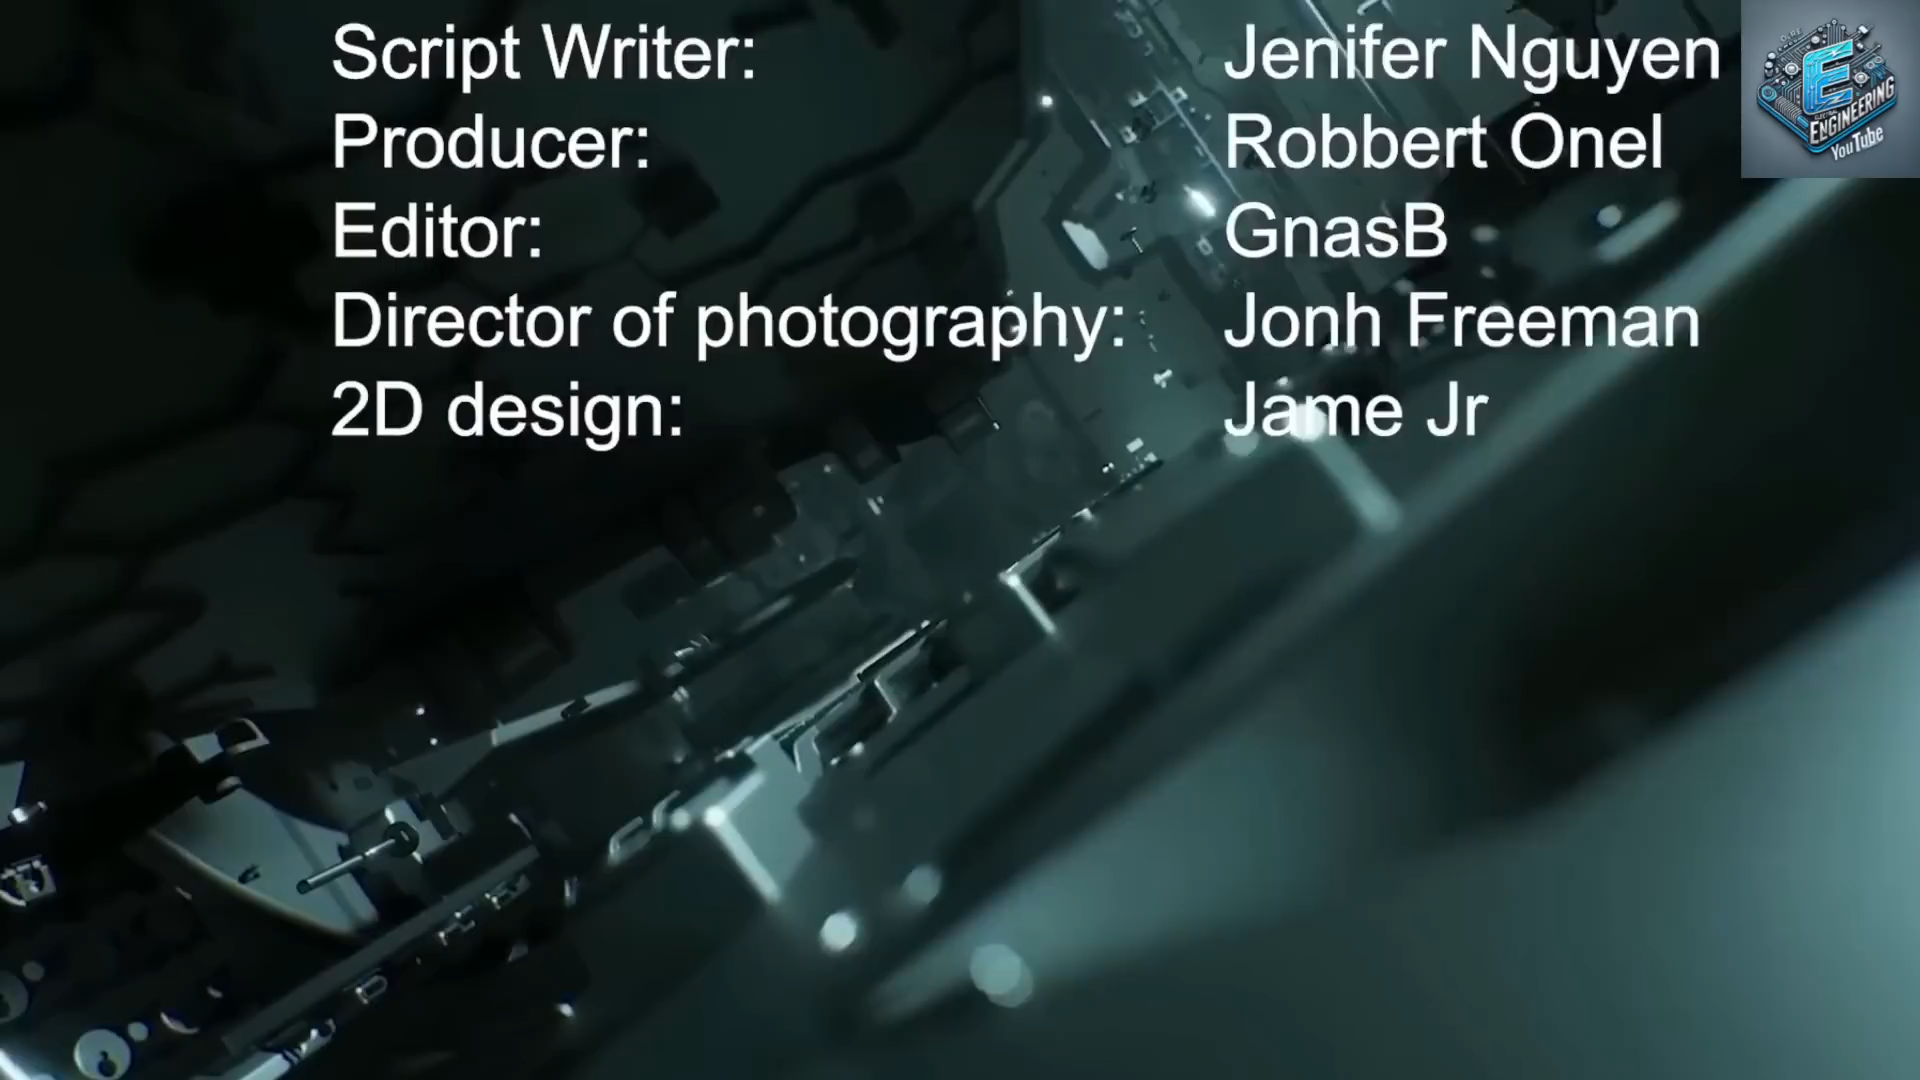 Script Writer: Jenifer Nguyen
Producer: Robbert Onel
Editor: GnasB
Director of photography: Jonh Freeman
2D design: Jame Jr
E
ENGINEERING
YouTube